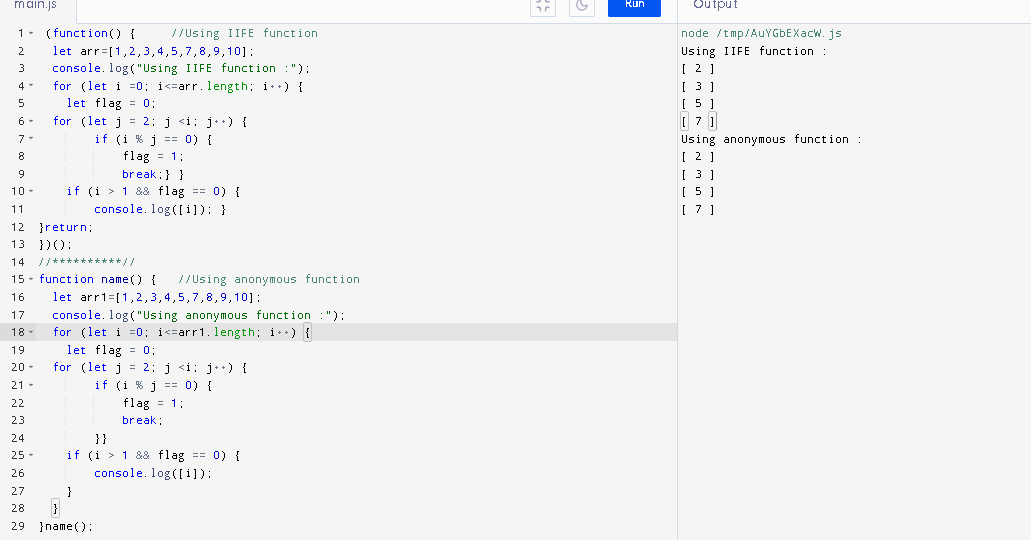 main.js
Run
Output
1 (function() { //Using IIFE function
2 let arr=[1,2,3,4,5,7,8,9,10];
3 console.log("Using IIFE function :");
4 for (let i =0; i<=arr.length; i++) {
5 let flag = 0;
6 for (let j = 2; j <i; j++) {
7 if (i % j == 0) {
8 flag = 1;
9 break;} }
10 if (i > 1 && flag == 0) {
11 console.log([i]); }
12 }return;
13 })();
14 //**********//
15 function name() { //Using anonymous function
16 let arr1=[1,2,3,4,5,7,8,9,10];
17 console.log("Using anonymous function :");
18 for (let i =0; i<=arr1.length; i++) {
19 let flag = 0;
20 for (let j = 2; j <i; j++) {
21 if (i % j == 0) {
22 flag = 1;
23 break;
24 }}
25 if (i > 1 && flag == 0) {
26 console.log([i]);
27 }
28 }
29 }name();
node /tmp/AuYGbEXacW.js
Using IIFE function :
[ 2 ]
[ 3 ]
[ 5 ]
[ 7 ]
Using anonymous function :
[ 2 ]
[ 3 ]
[ 5 ]
[ 7 ]